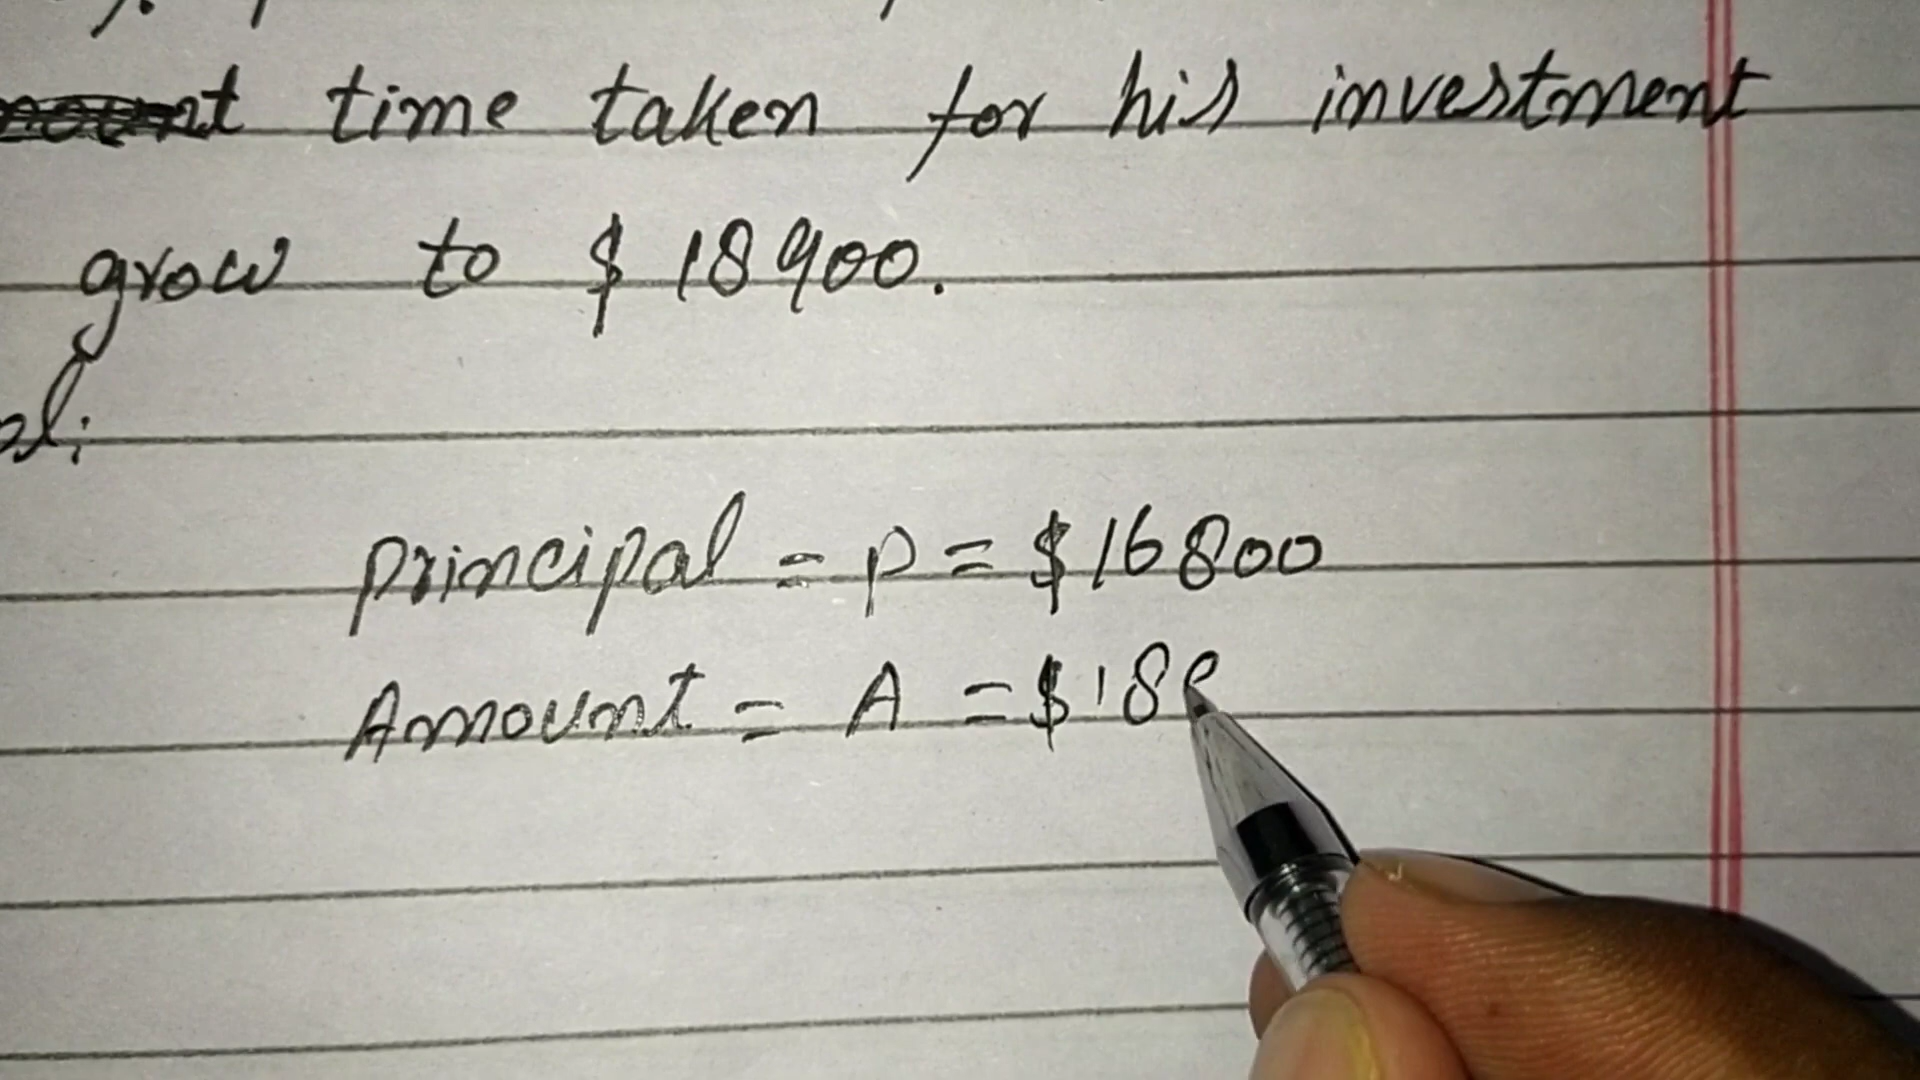 time taken for his investment
grow to $ 18900.
principal = P = $16800
Amount = A = $18